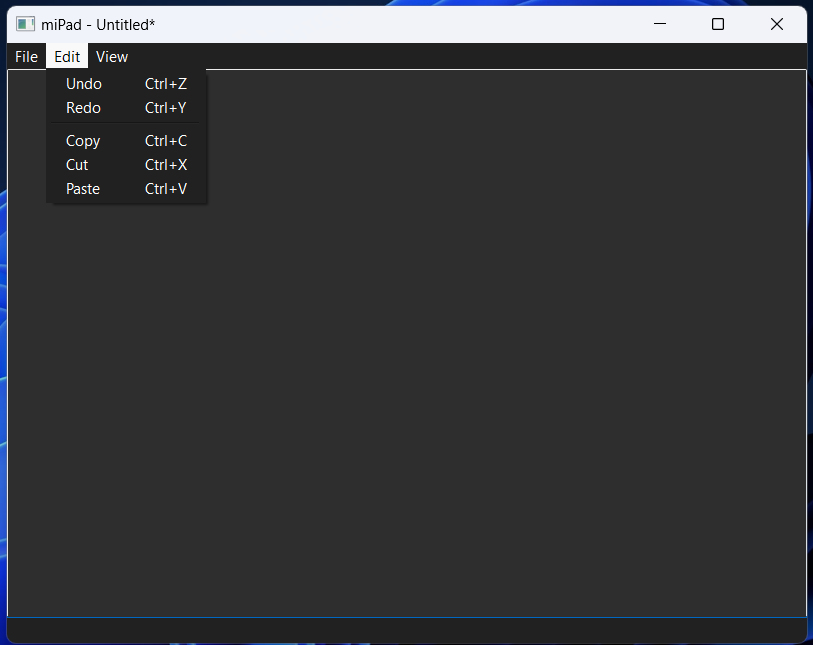 miPad - Untitled*
File Edit View
Undo Ctrl+Z
Redo Ctrl+Y
Copy Ctrl+C
Cut Ctrl+X
Paste Ctrl+V